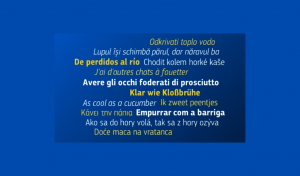 Odkrivati toplo vodo
Lupul își schimbă părul, dar năravul ba
De perdidos al río Chodit kolem horké kaše
J'ai d'autres chats à fouetter
Avere gli occhi foderati di prosciutto
Klar wie Kloßbrühe
As cool as a cucumber Ik zweet peentjes
Κάνει την πάπια Empurrar com a barriga
Ako sa do hory volá, tak sa z hory ozýva
Doće maca na vratanca